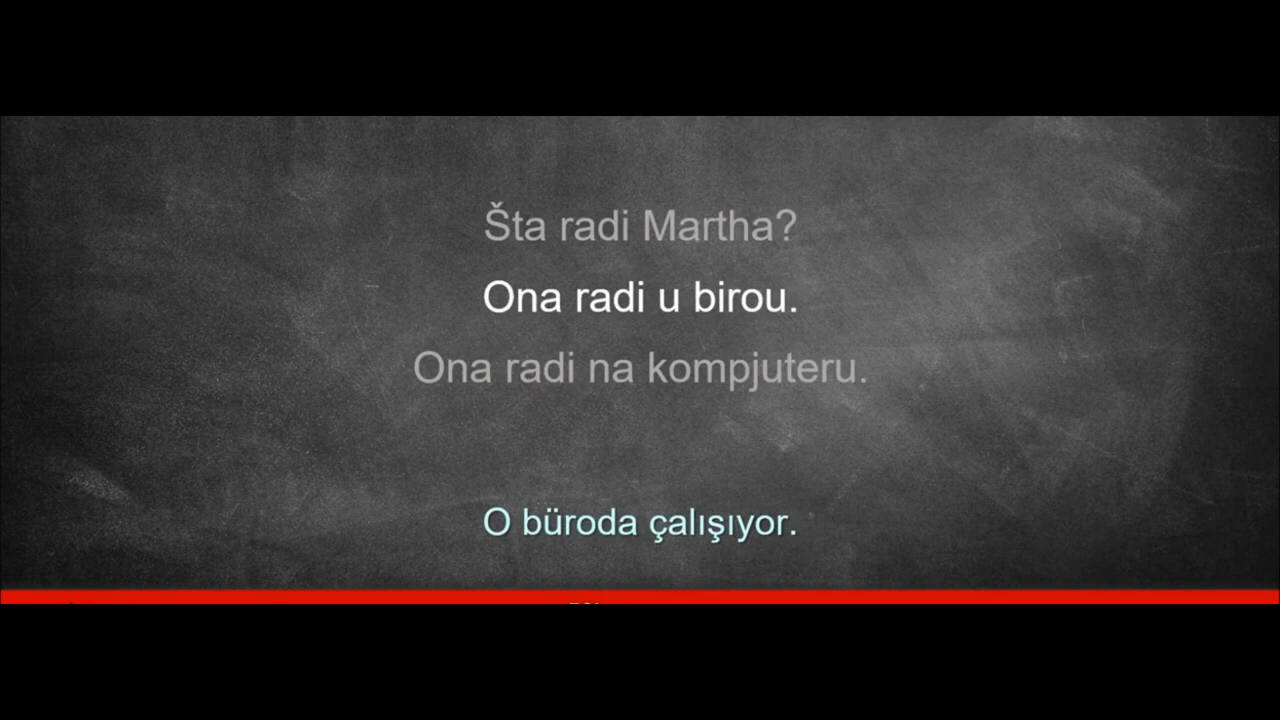 Šta radi Martha?
Ona radi u birou.
Ona radi na kompjuteru.
O büroda çalışıyor.